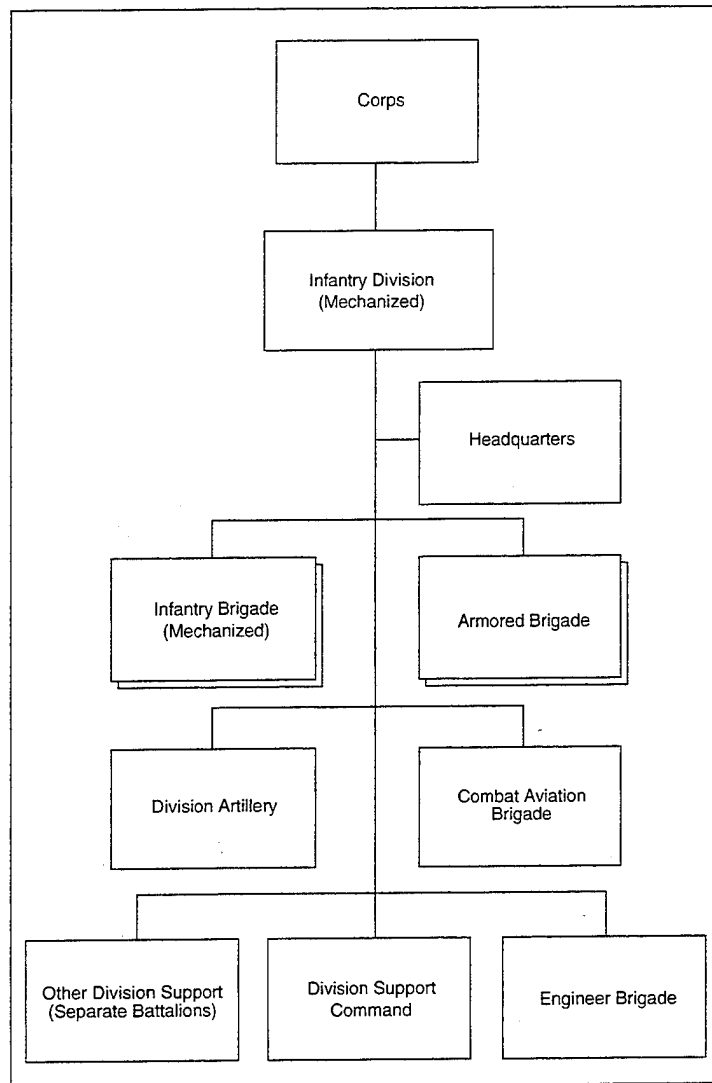 Corps
Infantry Division
(Mechanized)
Headquarters
Infantry Brigade
(Mechanized)
Armored Brigade
Division Artillery
Combat Aviation
Brigade
Other Division Support
(Separate Battalions)
Division Support
Command
Engineer Brigade